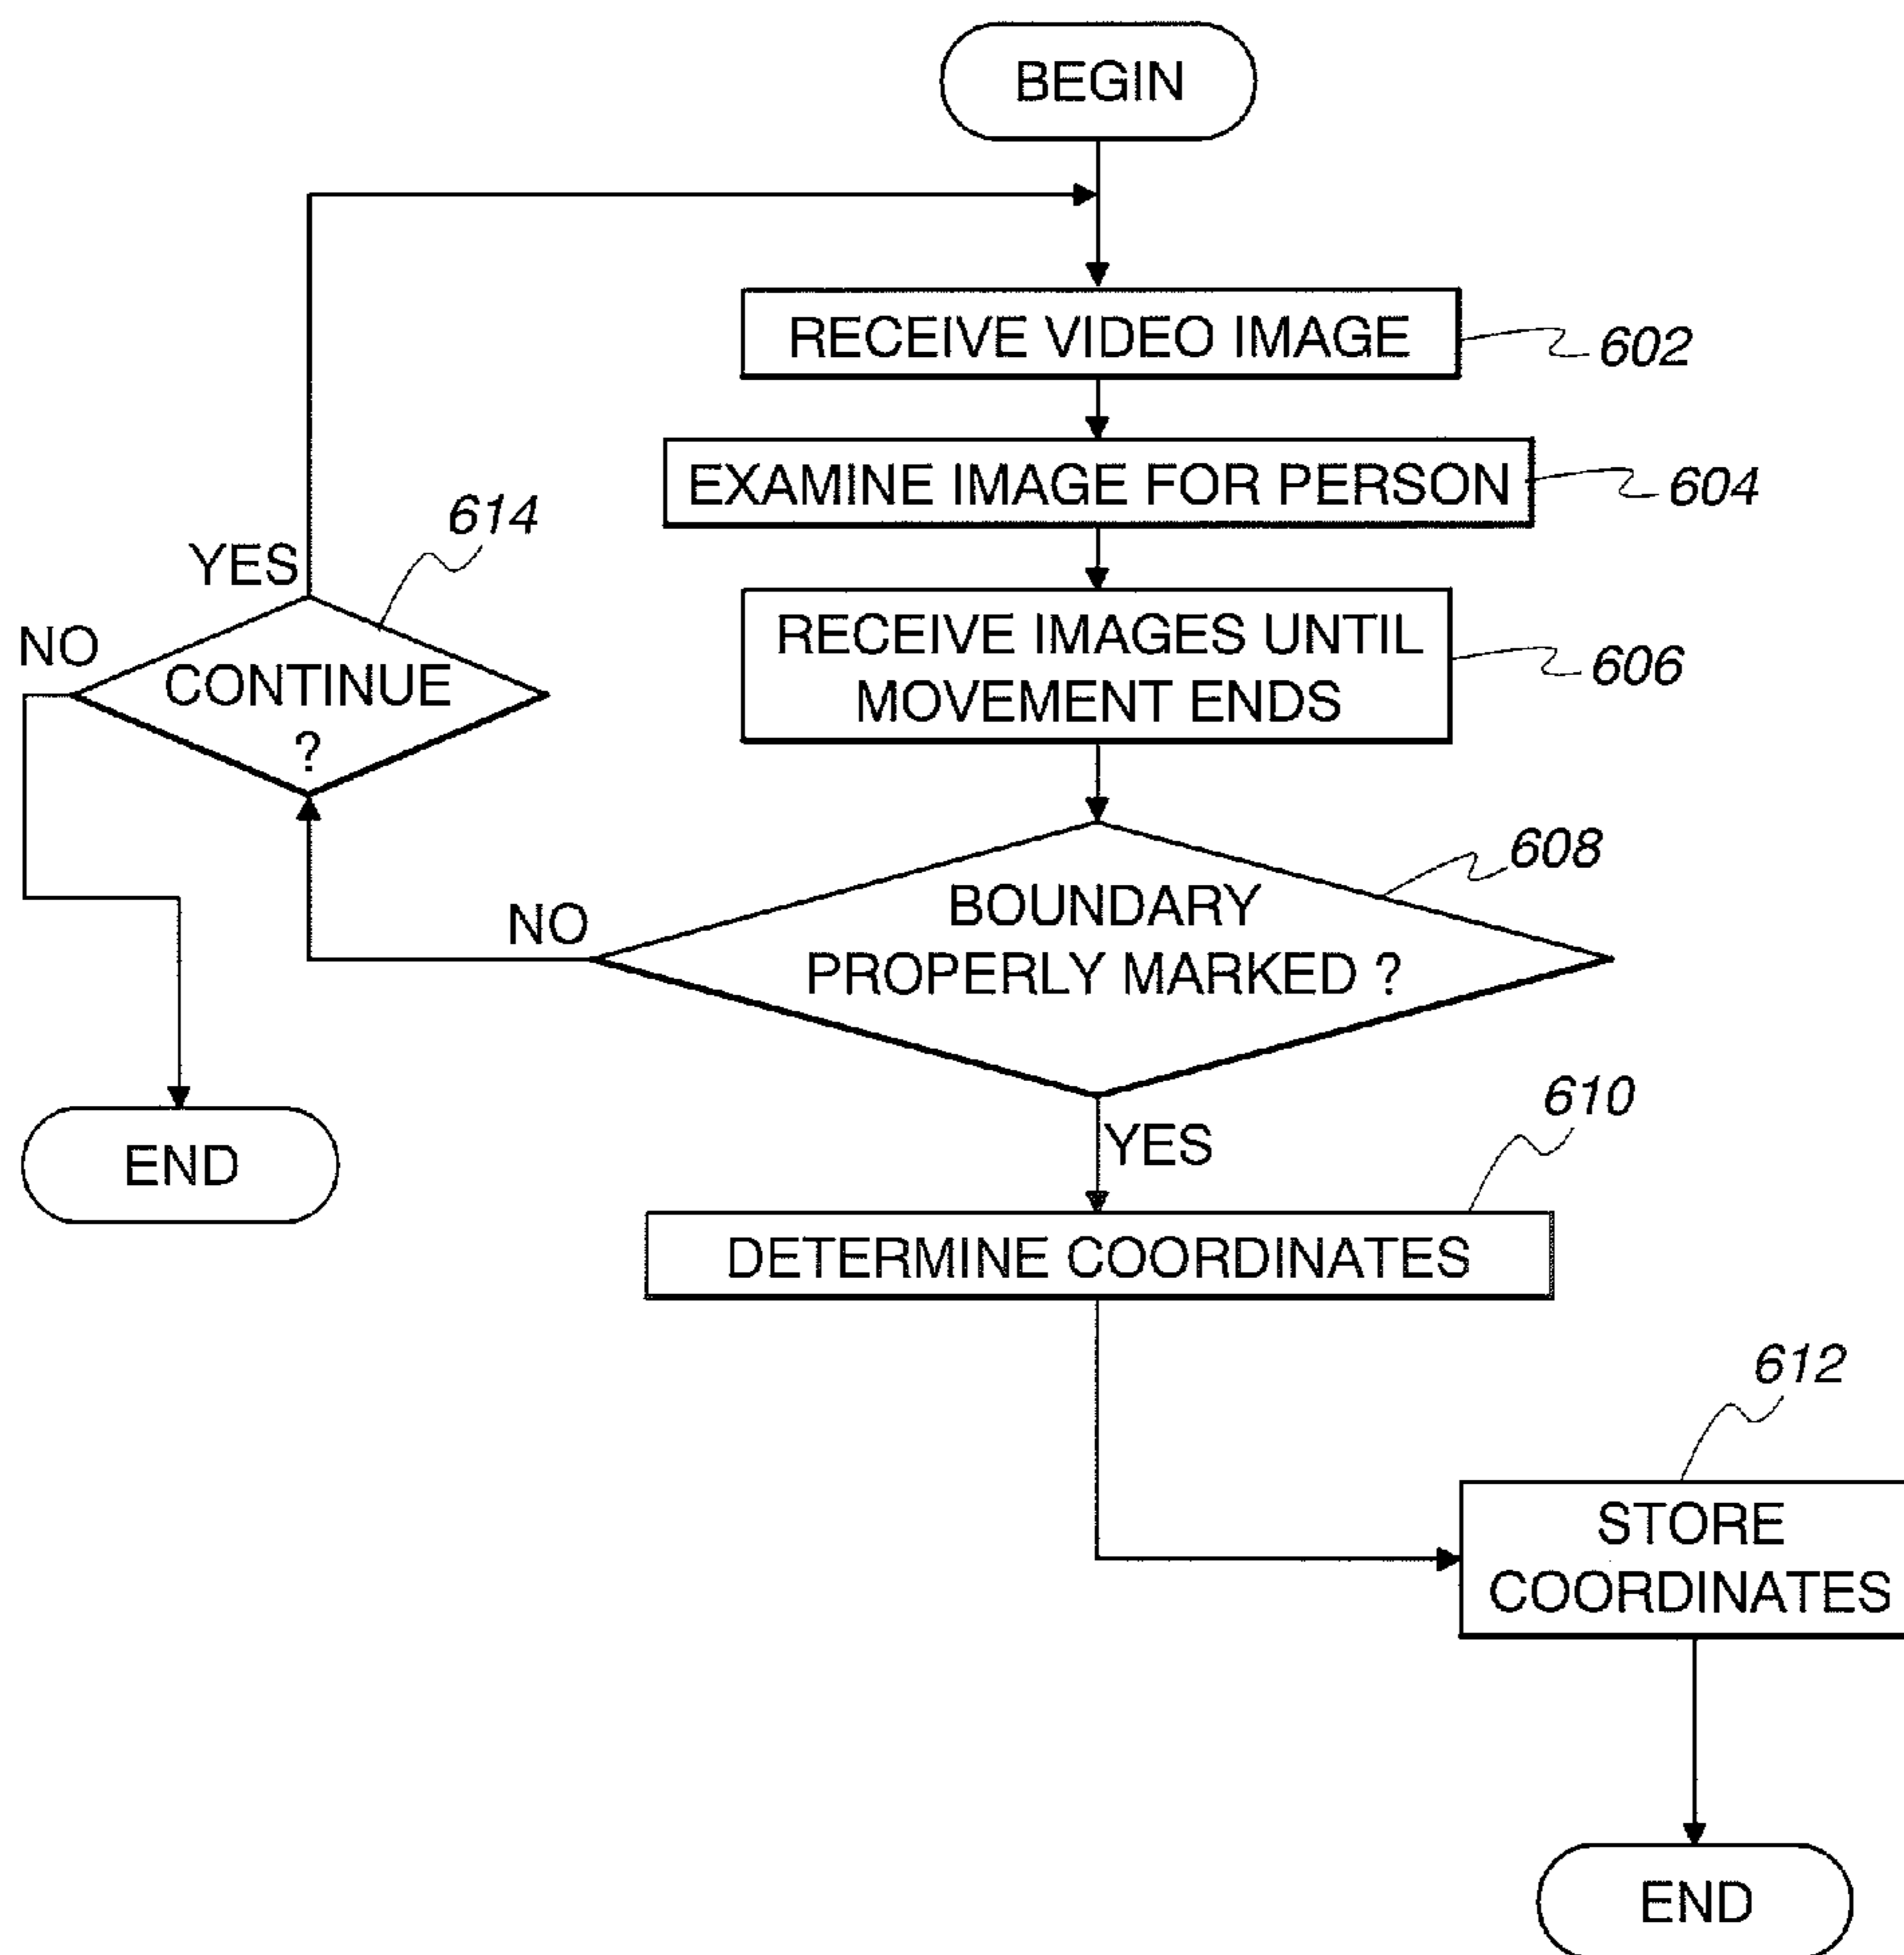 BEGIN
RECEIVE VIDEO IMAGE
602
EXAMINE IMAGE FOR PERSON
604
RECEIVE IMAGES UNTIL
MOVEMENT ENDS
606
614
YES
NO
CONTINUE
?
608
BOUNDARY
PROPERLY MARKED ?
NO
YES
END
610
DETERMINE COORDINATES
612
STORE
COORDINATES
END